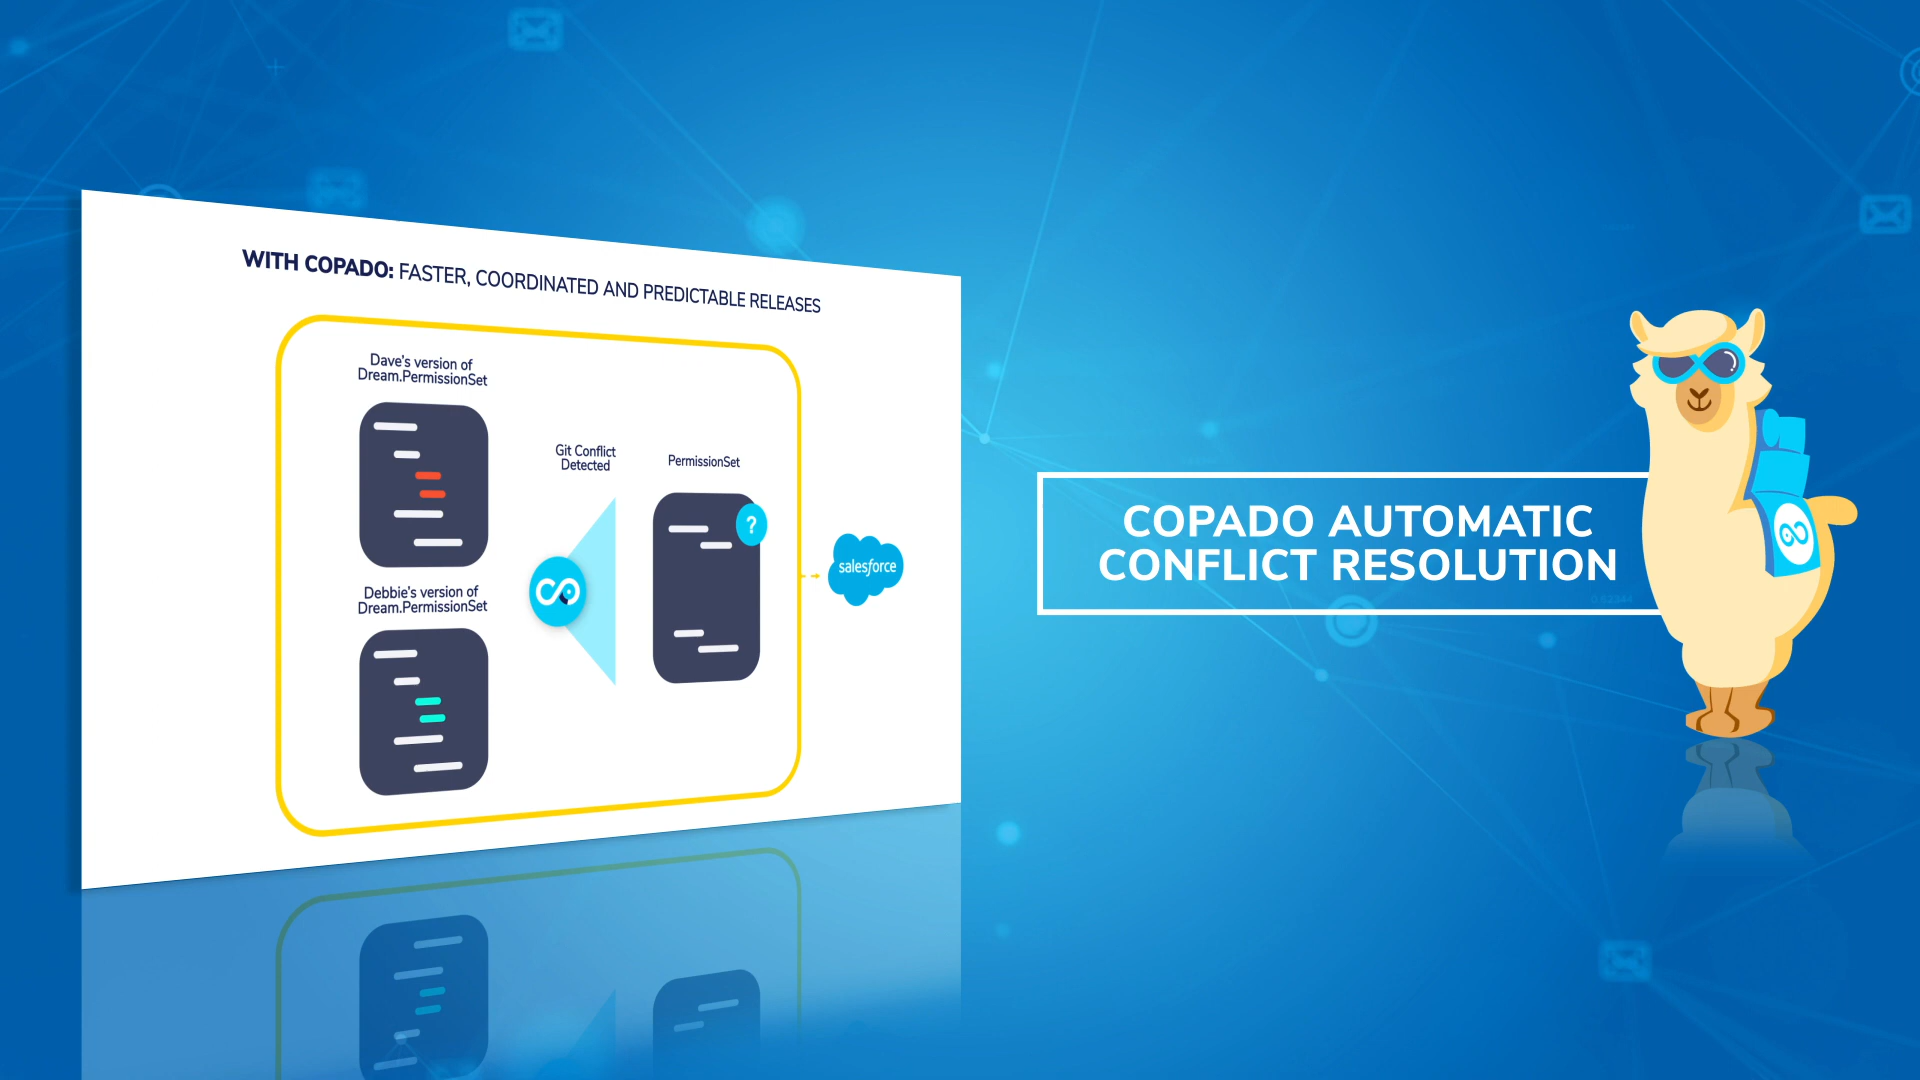 WITH COPADO: FASTER, COORDINATED AND PREDICTABLE RELEASES
Dave's version of
Dream.PermissionSet
Git Conflict
Detected
PermissionSet
?
salesforce
Debbie's version of
Dream.PermissionSet
COPADO AUTOMATIC
CONFLICT RESOLUTION